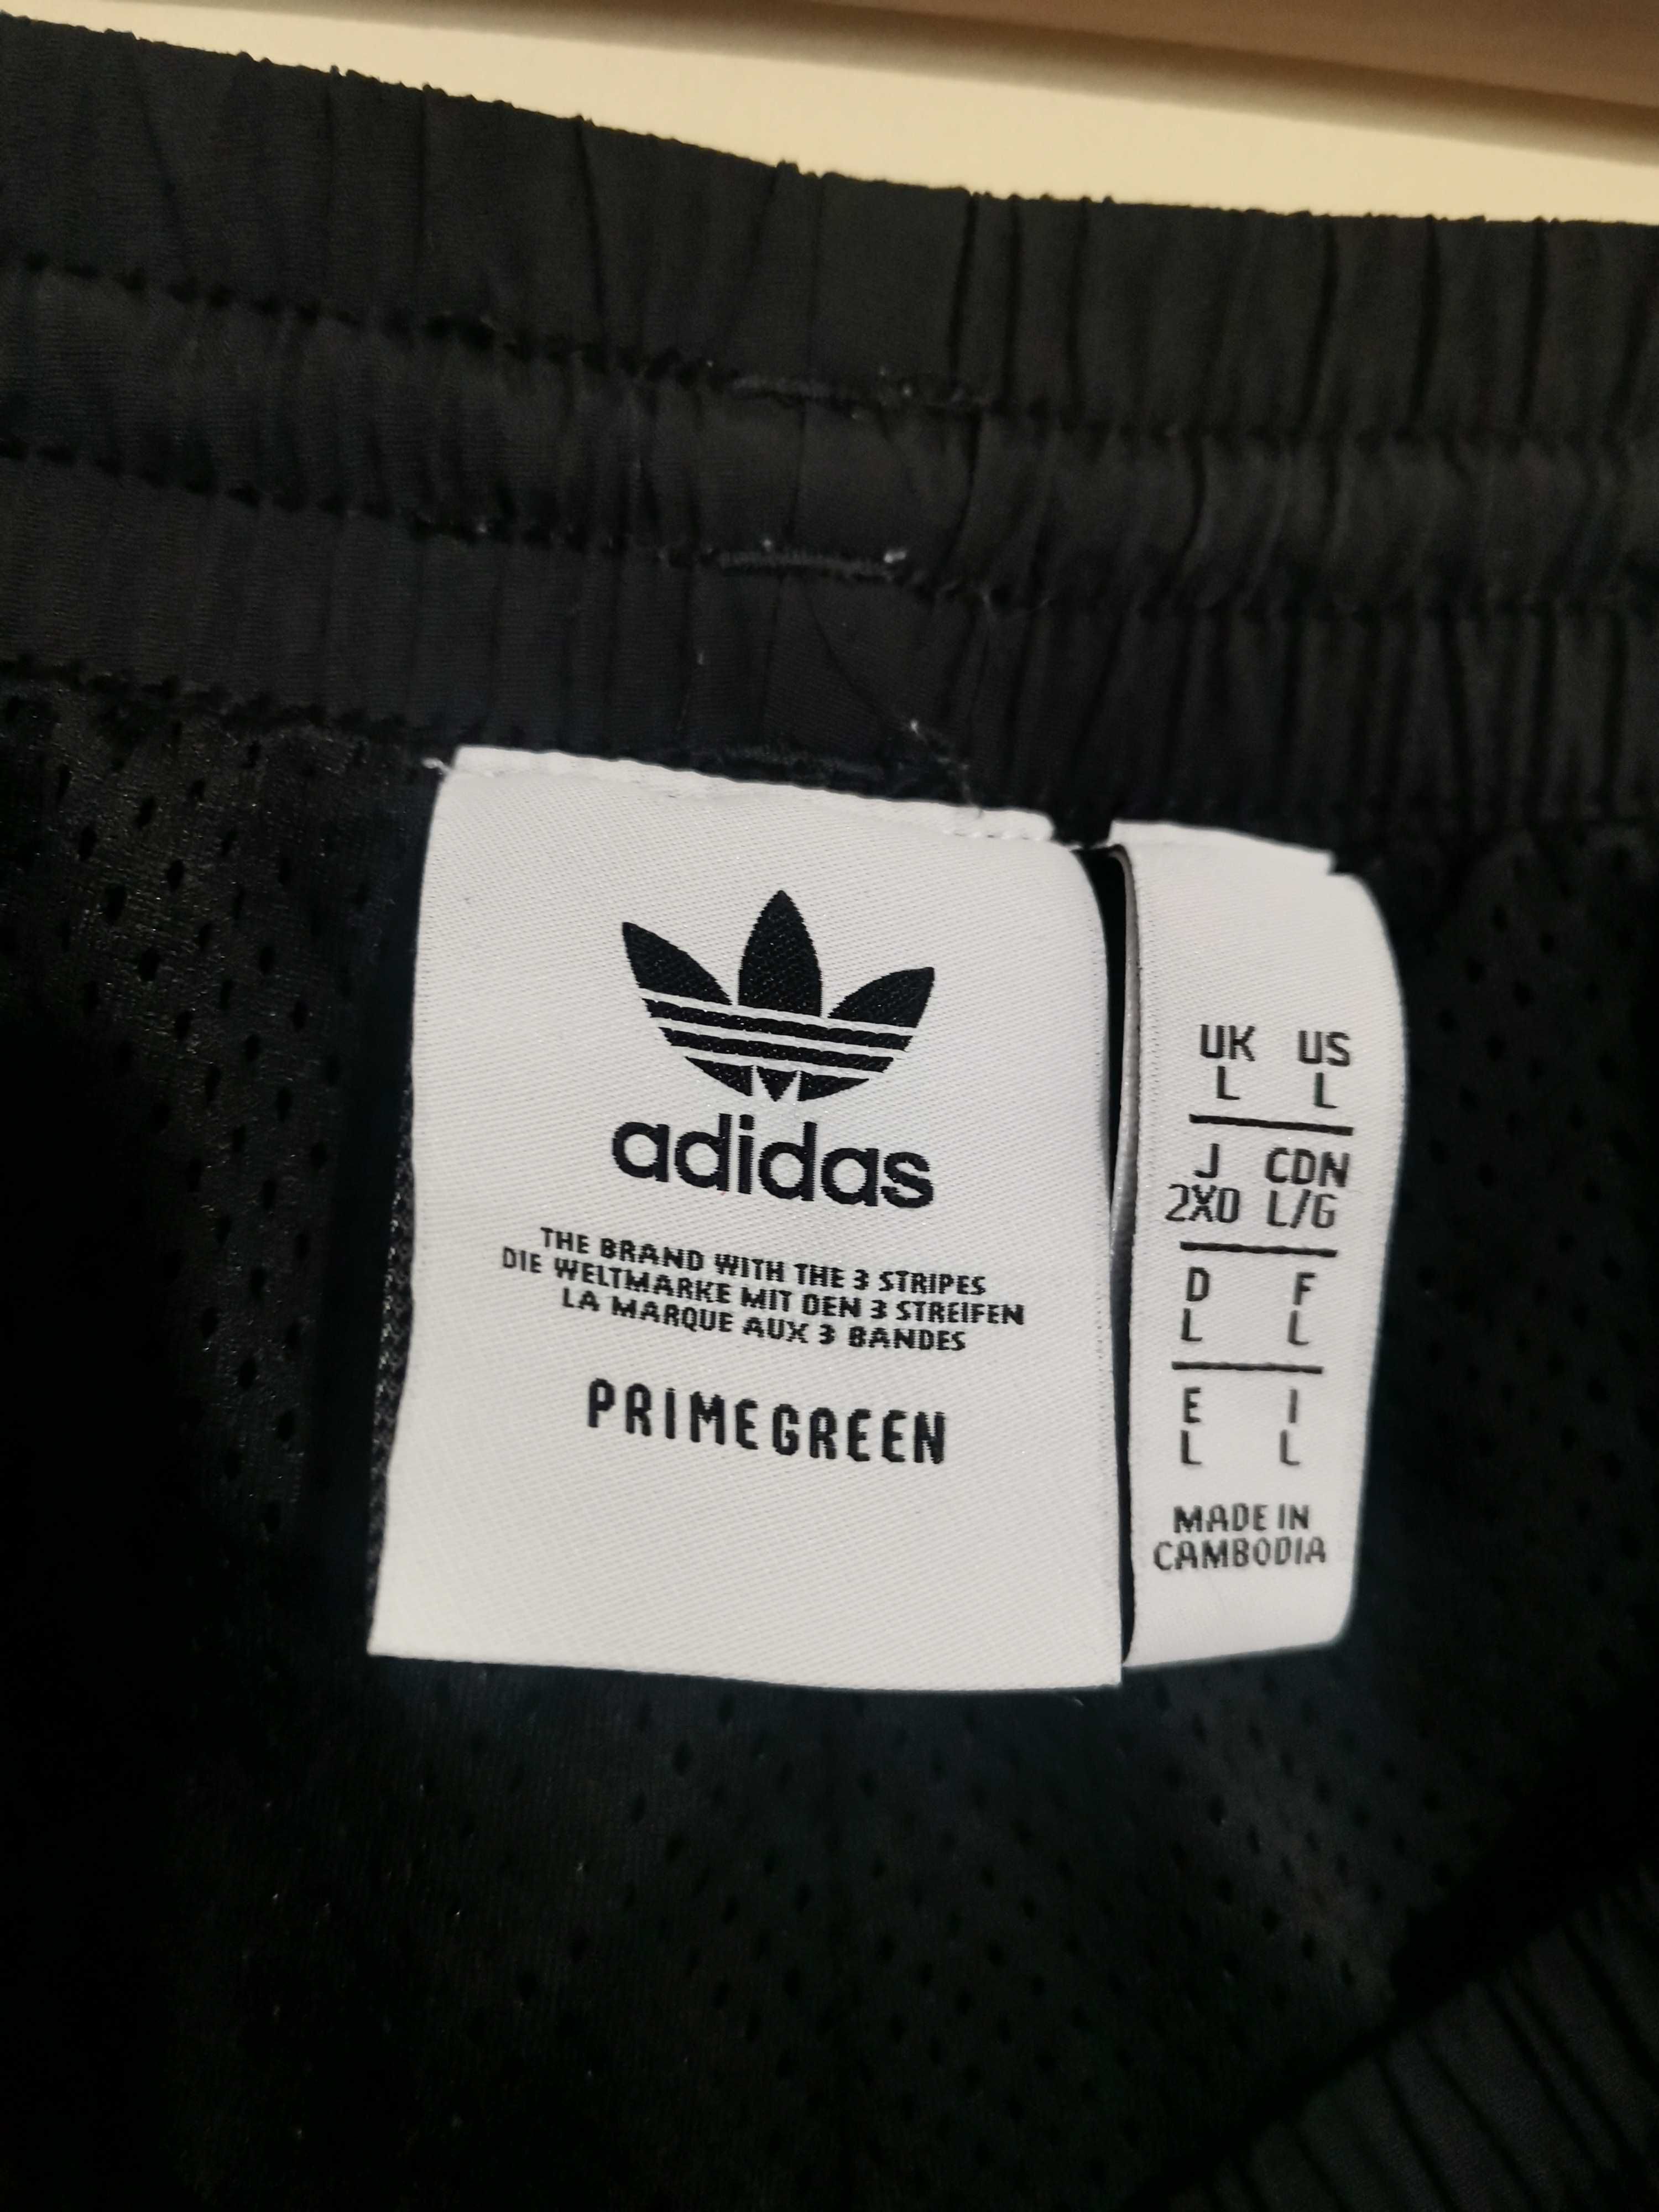 adidas
THE BRAND WITH THE 3 STRIPES
DIE WELTMARKE MIT DEN 3 STREIFEN
LA MARQUE AUX 3 BANDES
PRIMEGREEN
UK US
L L
J CDN
2XO L/G
D F
L L
E I
L L
MADE IN
CAMBODIA